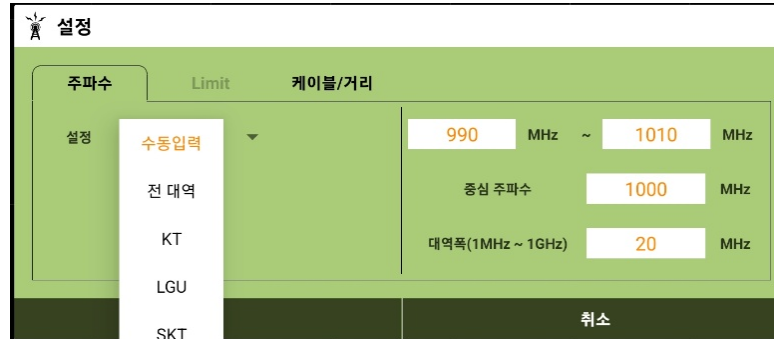 설정
주파수 Limit 케이블/거리
설정 수동입력 990 MHz ~ 1010 MHz
전 대역 중심 주파수 1000 MHz
KT 대역폭(1MHz ~ 1GHz) 20 MHz
LGU
SKT 취소